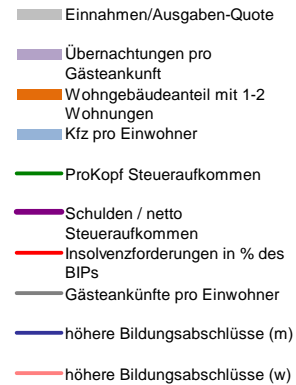 Einnahmen/Ausgaben-Quote
Übernachtungen pro
Gästeankunft
Wohngebäudeanteil mit 1-2
Wohnungen
Kfz pro Einwohner
ProKopf Steueraufkommen
Schulden / netto
Steueraufkommen
Insolvenzforderungen in % des
BIPs
Gästeankünfte pro Einwohner
höhere Bildungsabschlüsse (m)
höhere Bildungsabschlüsse (w)